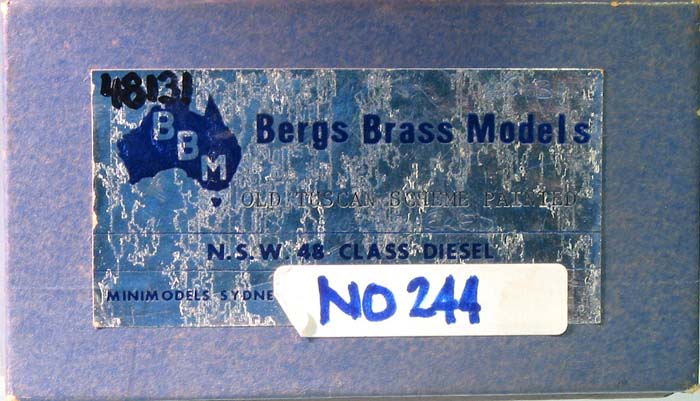 48131
BBM
Bergs Brass Models
OLD TUSCAN SCHEME PAINTED
N.S.W. 48 CLASS DIESEL
MINIMODELS SYDNE
NO 244